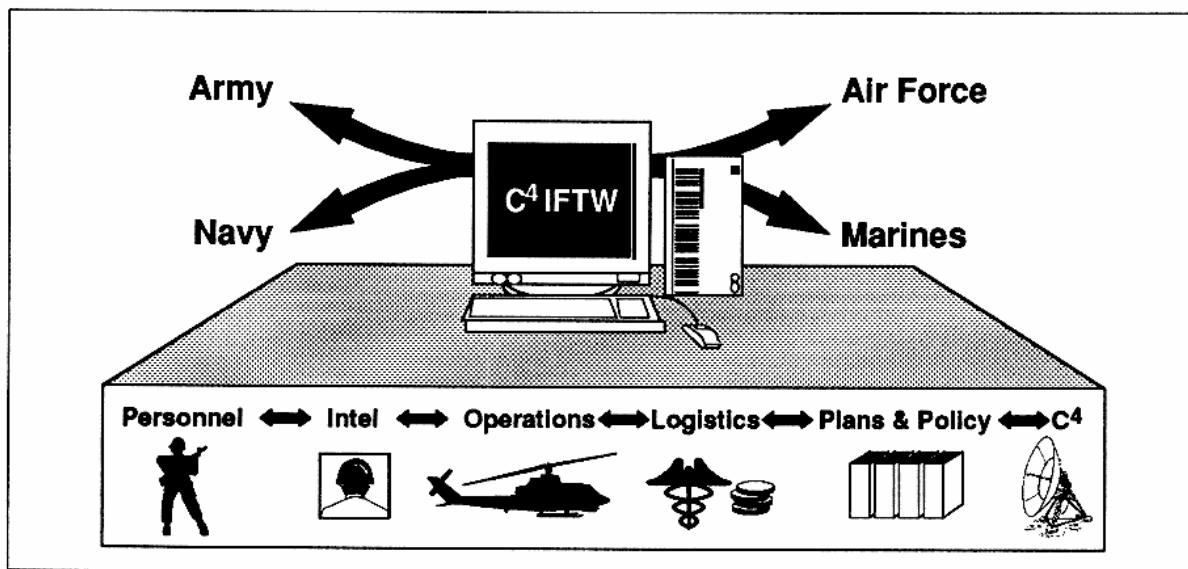 Army
Air Force
C⁴ IFTW
Navy
Marines
Personnel Intel Operations Logistics Plans & Policy C⁴